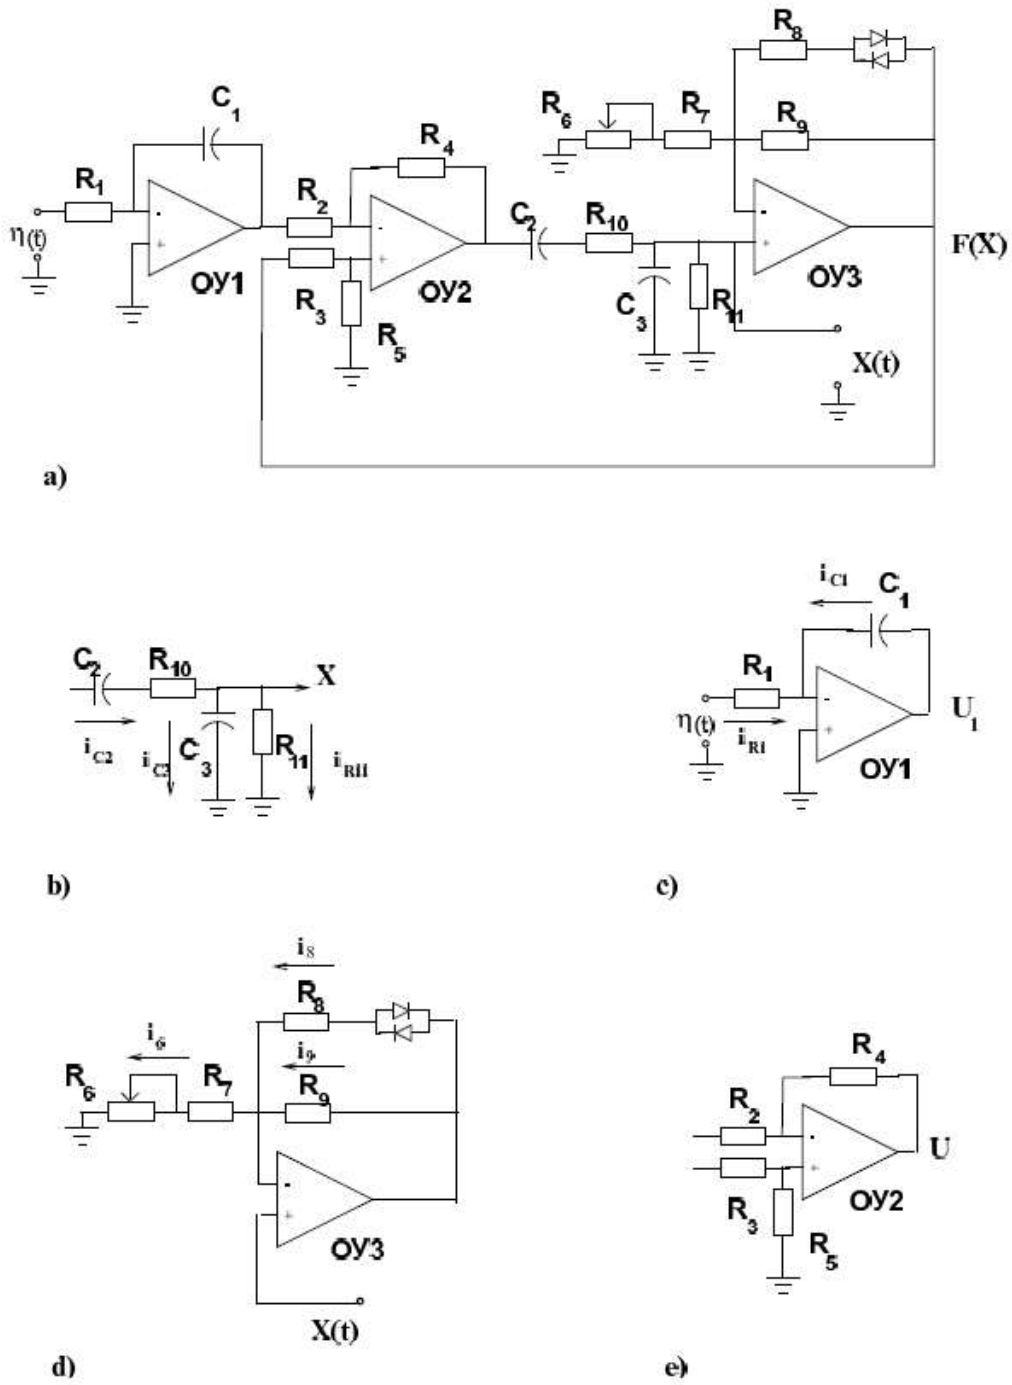 R8
C1
R6
R7
R9
R4
R1
R2
C2
R10
η(t)
-
+
ОУ1
-
+
ОУ2
-
+
ОУ3
F(X)
R3
R5
C3
R11
X(t)
a)
C2
R10
X
iC2
iC3
C3
R11
iR11
b)
iC1
C1
R1
η(t)
iR1
-
+
U1
ОУ1
c)
i8
R8
i6
i9
R6
R7
R9
-
+
ОУ3
X(t)
d)
R4
R2
-
+
U
ОУ2
R3
R5
e)